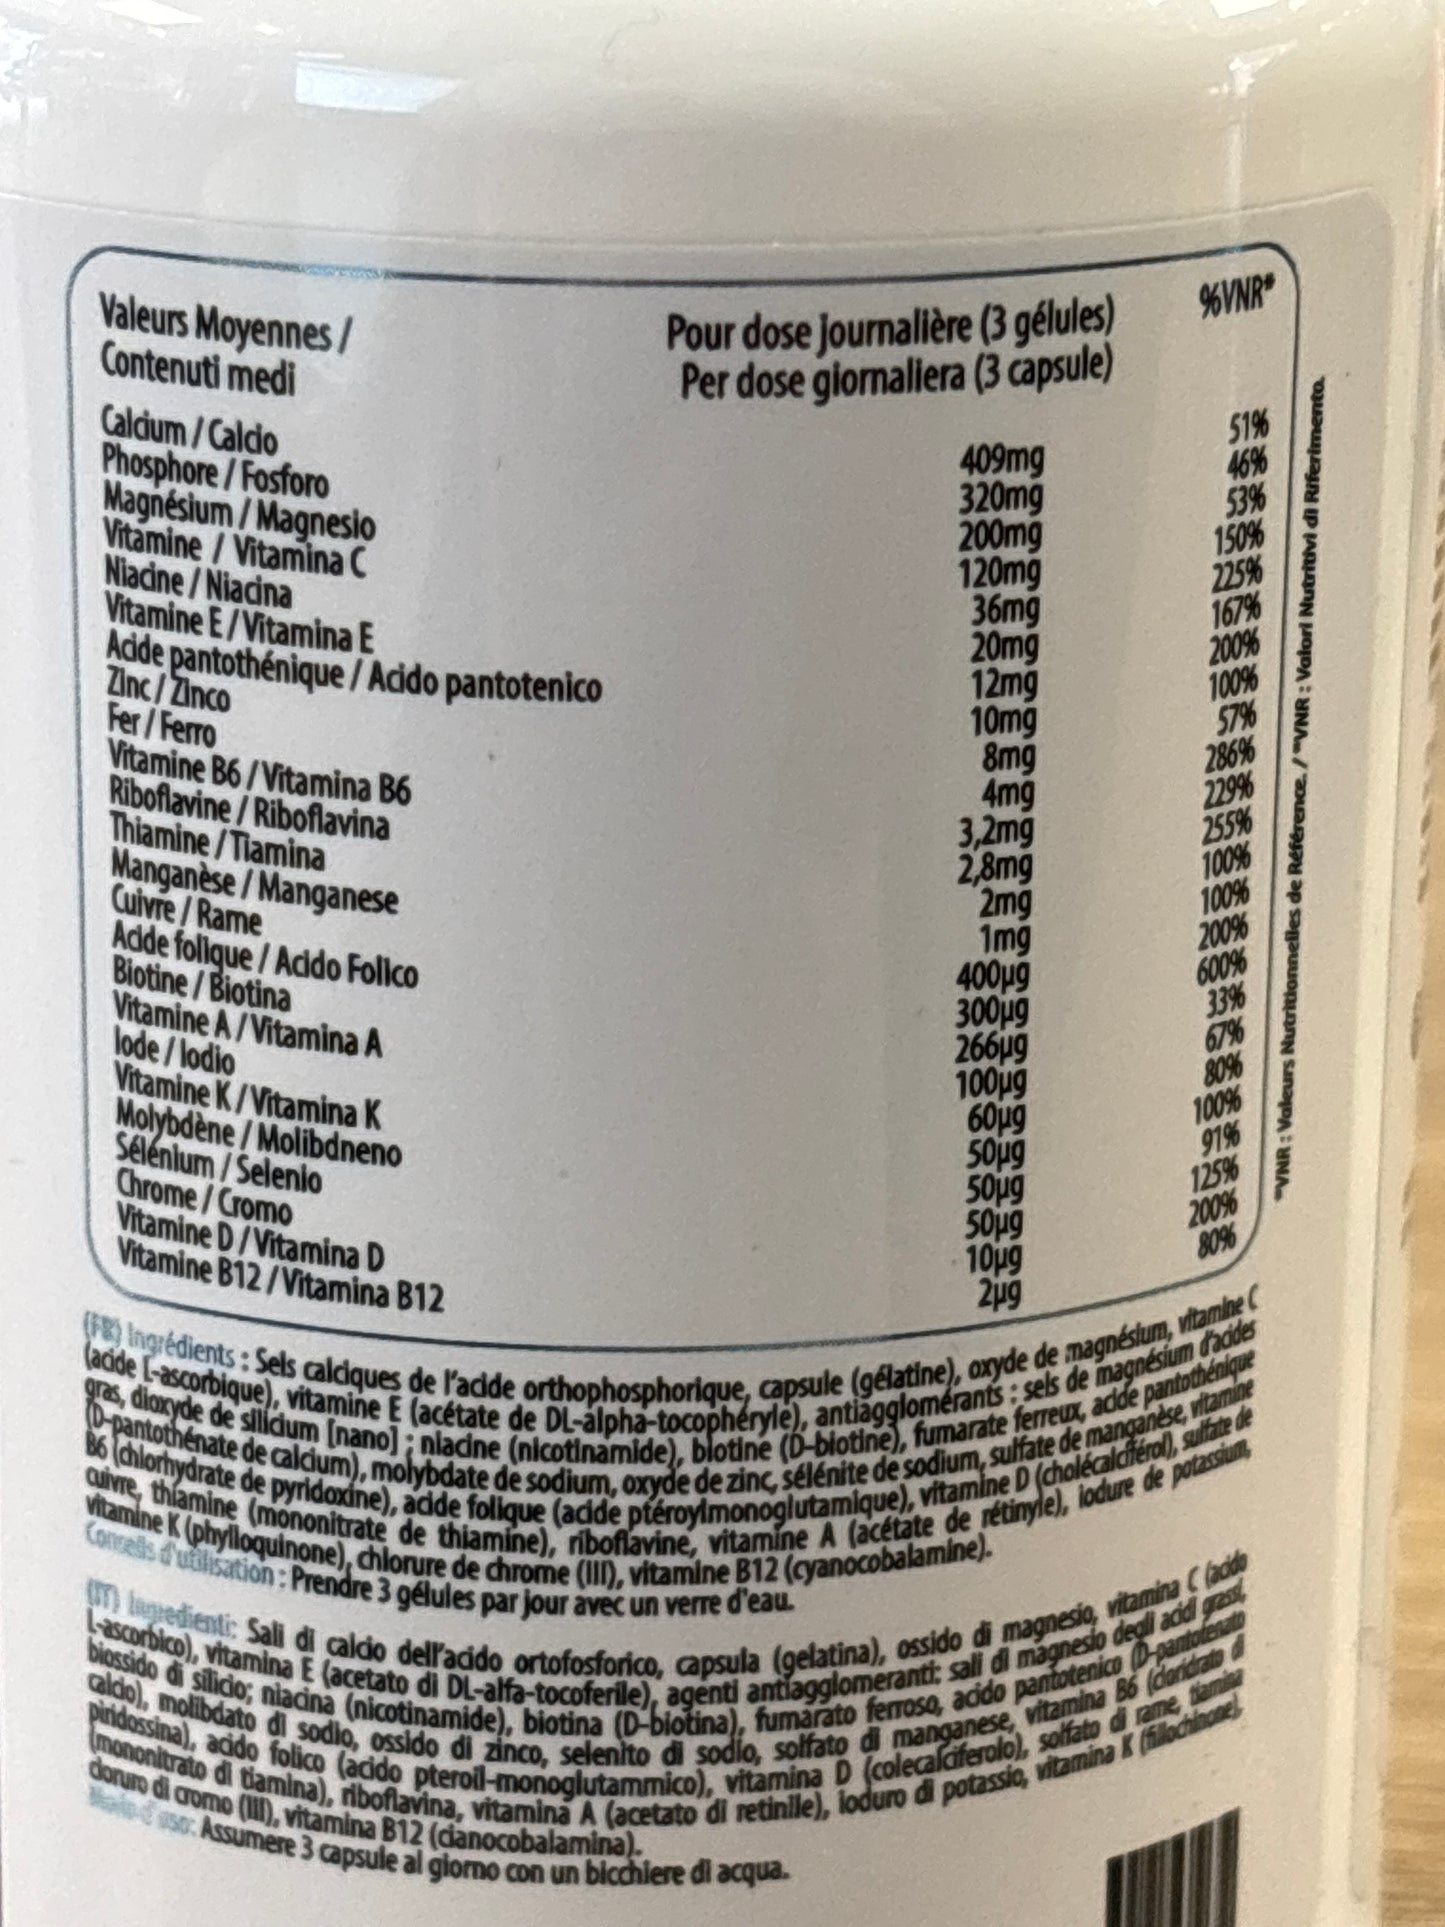 Valeurs Moyennes / Pour dose journalière (3 gélules) %VNR*
Contenuti medi Per dose giornaliera (3 capsule)
Calcium / Calcio 409mg 51%
Phosphore / Fosforo 320mg 46%
Magnésium / Magnesio 200mg 53%
Vitamine / Vitamina C 120mg 150%
Niacine / Niacina 36mg 225%
Vitamine E / Vitamina E 20mg 167%
Acide pantothénique / Acido pantotenico 12mg 200%
Zinc / Zinco 10mg 100%
Fer / Ferro 8mg 57%
Vitamine B6 / Vitamina B6 4mg 286%
Riboflavine / Riboflavina 3,2mg 229%
Thiamine / Tiamina 2,8mg 255%
Manganèse / Manganese 2mg 100%
Cuivre / Rame 1mg 100%
Acide folique / Acido Folico 400µg 200%
Biotine / Biotina 300µg 600%
Vitamine A / Vitamina A 266µg 33%
Iode / Iodio 100µg 67%
Vitamine K / Vitamina K 60µg 80%
Molybdène / Molibdneno 50µg 100%
Sélénium / Selenio 50µg 91%
Chrome / Cromo 50µg 125%
Vitamine D / Vitamina D 10µg 200%
Vitamine B12 / Vitamina B12 2µg 80%
*VNR : Valeurs Nutritionnelles de Référence. / *VNR : Valori Nutritivi di Riferimento.
(FR) Ingrédients : Sels calciques de l'acide orthophosphorique, capsule (gélatine), oxyde de magnésium, vitamine C
(acide L-ascorbique), vitamine E (acétate de DL-alpha-tocophéryle), antiagglomérants : sels de magnésium d'acides
gras, dioxyde de silicium [nano] ; niacine (nicotinamide), biotine (D-biotine), fumarate ferreux, acide pantothénique
(D-pantothénate de calcium), molybdate de sodium, oxyde de zinc, sélénite de sodium, sulfate de manganèse, vitamine
B6 (chlorhydrate de pyridoxine), acide folique (acide ptéroylmonoglutamique), vitamine D (cholécalciférol), sulfate de
cuivre, thiamine (mononitrate de thiamine), riboflavine, vitamine A (acétate de rétinyle), iodure de potassium,
vitamine K (phylloquinone), chlorure de chrome (III), vitamine B12 (cyanocobalamine).
Conseils d'utilisation : Prendre 3 gélules par jour avec un verre d'eau.
(IT) Ingredienti: Sali di calcio dell'acido ortofosforico, capsula (gelatina), ossido di magnesio, vitamina C (acido
L-ascorbico), vitamina E (acetato di DL-alfa-tocoferile), agenti antiagglomeranti: sali di magnesio degli acidi grassi,
biossido di silicio; niacina (nicotinamide), biotina (D-biotina), fumarato ferroso, acido pantotenico (D-pantotenato
calcio), molibdato di sodio, ossido di zinco, selenito di sodio, solfato di manganese, vitamina B6 (cloridrato di
piridossina), acido folico (acido pteroil-monoglutammico), vitamina D (colecalciferolo), solfato di rame, tiamina
(mononitrato di tiamina), riboflavina, vitamina A (acetato di retinile), ioduro di potassio, vitamina K (fillochinone),
cloruro di cromo (III), vitamina B12 (cianocobalamina).
Modo d'uso: Assumere 3 capsule al giorno con un bicchiere di acqua.